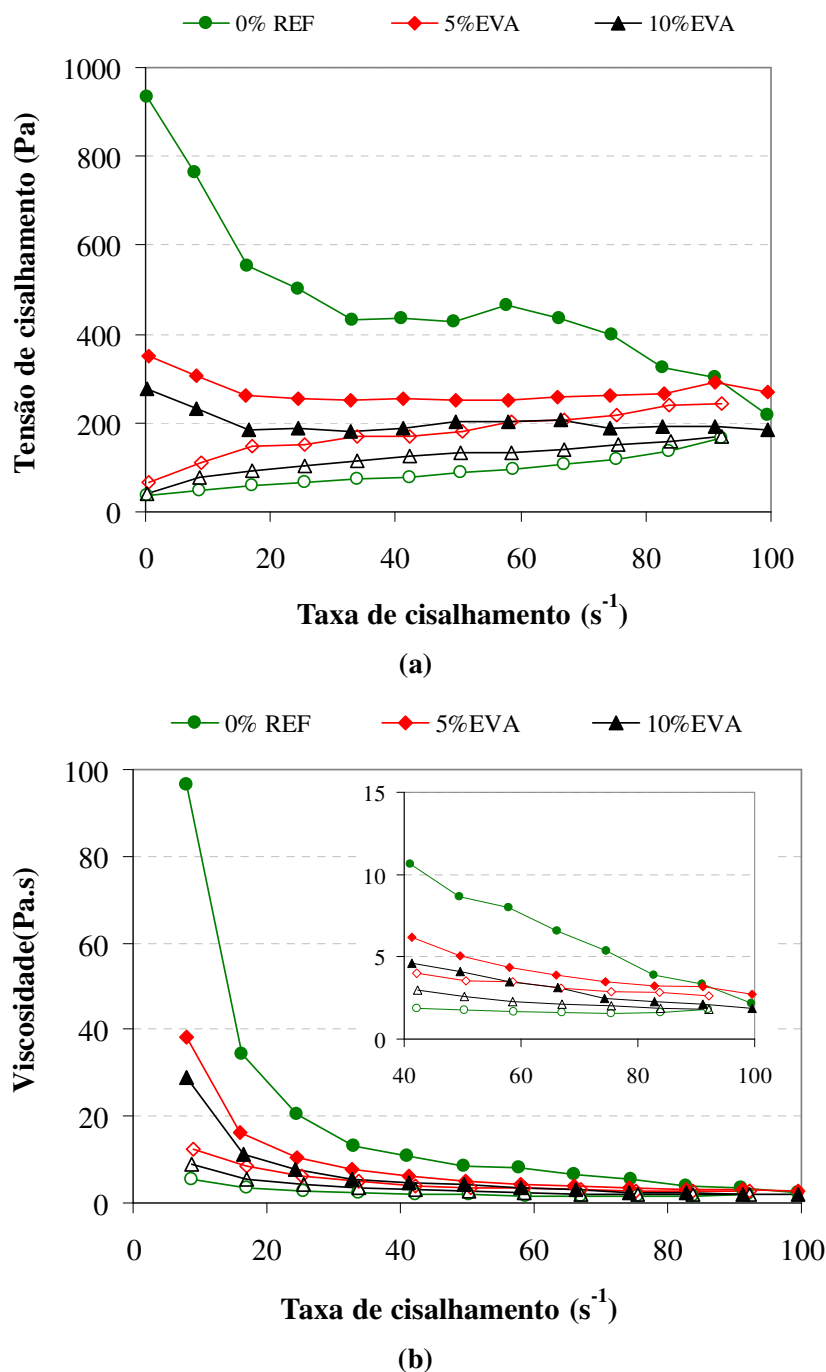 0% REF 5%EVA 10%EVA
1000
800
600
400
200
0
Tensão de cisalhamento (Pa)
0 20 40 60 80 100
Taxa de cisalhamento (s⁻¹)
(a)
0% REF 5%EVA 10%EVA
100
80
60
40
20
0
Viscosidade(Pa.s)
15
10
5
0
40 60 80 100
0 20 40 60 80 100
Taxa de cisalhamento (s⁻¹)
(b)